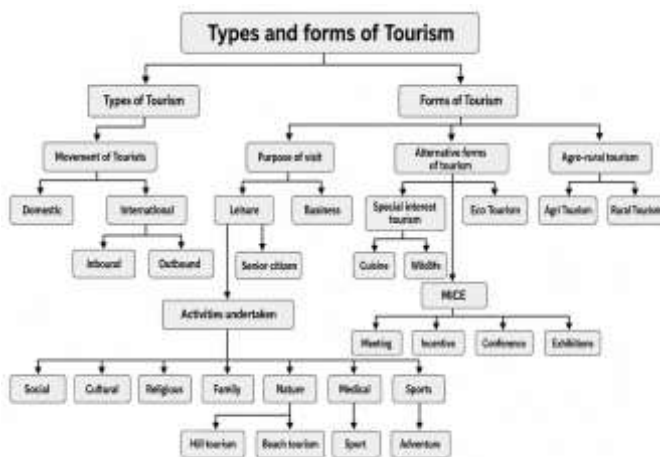 Types and forms of Tourism
Types of Tourism
Forms of Tourism
Movement of Tourists
Purpose of visit
Alternative forms
of tourism
Agro-rural tourism
Domestic
International
Leisure
Business
Special interest
tourism
Eco Tourism
Agri Tourism
Rural Tourism
Inbound
Outbound
Senior citizen
Cuisine
Wildlife
MICE
Activities undertaken
Meeting
Incentive
Conference
Exhibitions
Social
Cultural
Religious
Family
Nature
Medical
Sports
Hill tourism
Beach tourism
Sport
Adventure